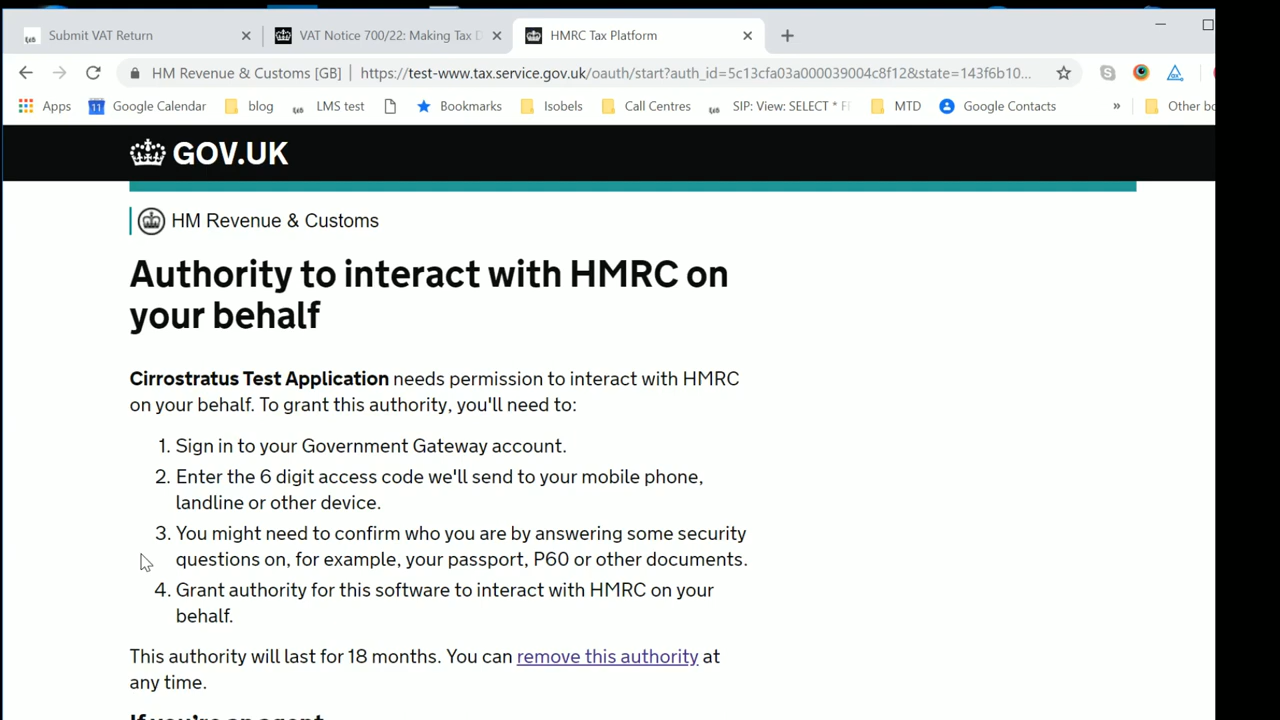 Submit VAT Return
VAT Notice 700/22: Making Tax D
HMRC Tax Platform
HM Revenue & Customs [GB] | https://test-www.tax.service.gov.uk/oauth/start?auth_id=5c13cfa03a000039004c8f12&state=143f6b10...
Apps
11 Google Calendar
blog
LMS test
Bookmarks
Isobels
Call Centres
SIP: View: SELECT * F
MTD
Google Contacts
»
Other bo
GOV.UK
HM Revenue & Customs
Authority to interact with HMRC on
your behalf
Cirrostratus Test Application needs permission to interact with HMRC
on your behalf. To grant this authority, you'll need to:
1. Sign in to your Government Gateway account.
2. Enter the 6 digit access code we'll send to your mobile phone,
landline or other device.
3. You might need to confirm who you are by answering some security
questions on, for example, your passport, P60 or other documents.
4. Grant authority for this software to interact with HMRC on your
behalf.
This authority will last for 18 months. You can remove this authority at
any time.
If you're an agent